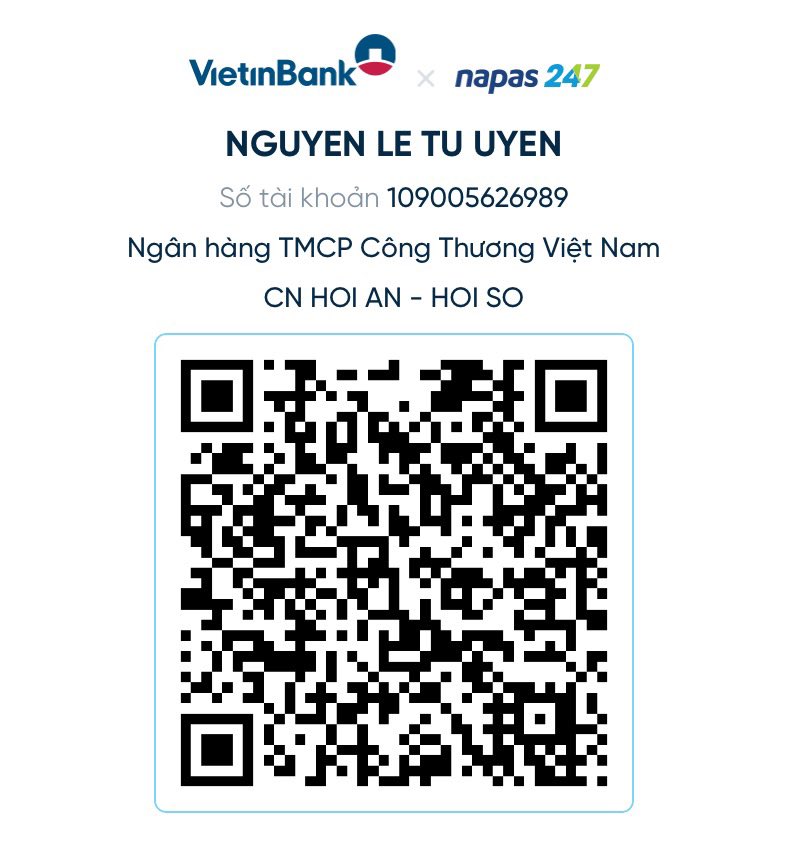 VietinBank × napas 247
NGUYEN LE TU UYEN
Số tài khoản 109005626989
Ngân hàng TMCP Công Thương Việt Nam
CN HOI AN - HOI SO